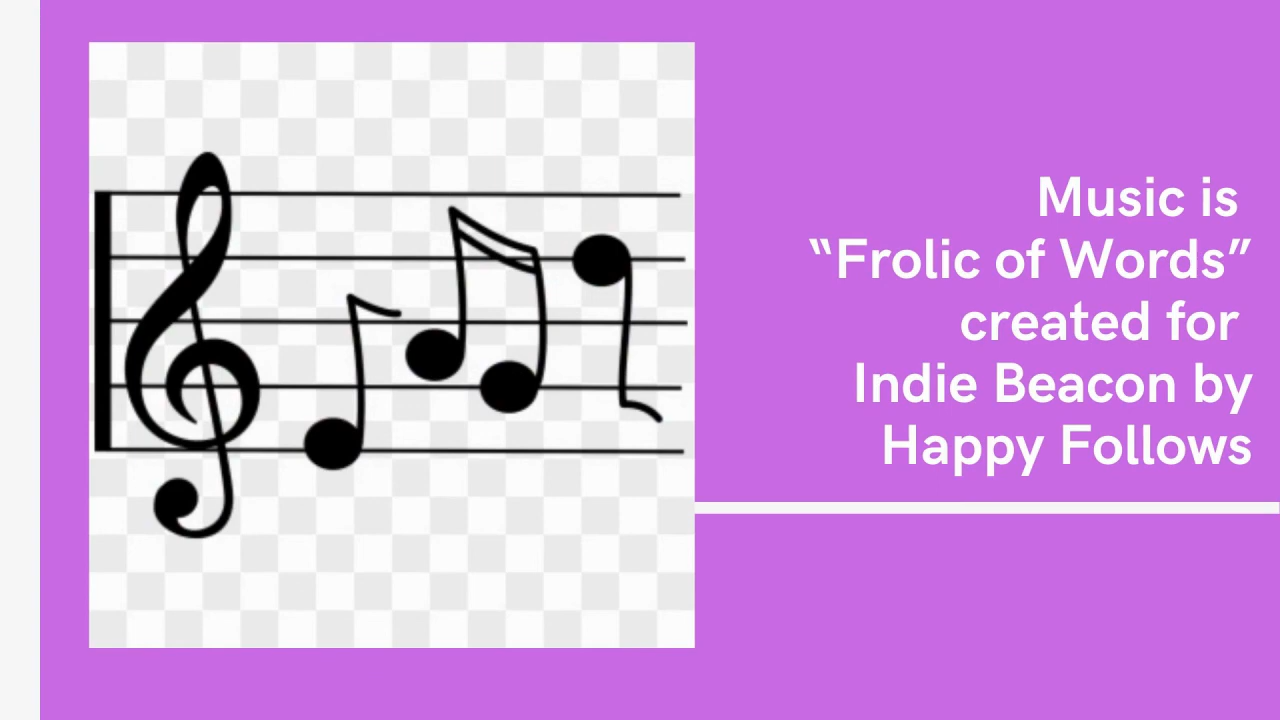 Music is
“Frolic of Words”
created for
Indie Beacon by
Happy Follows